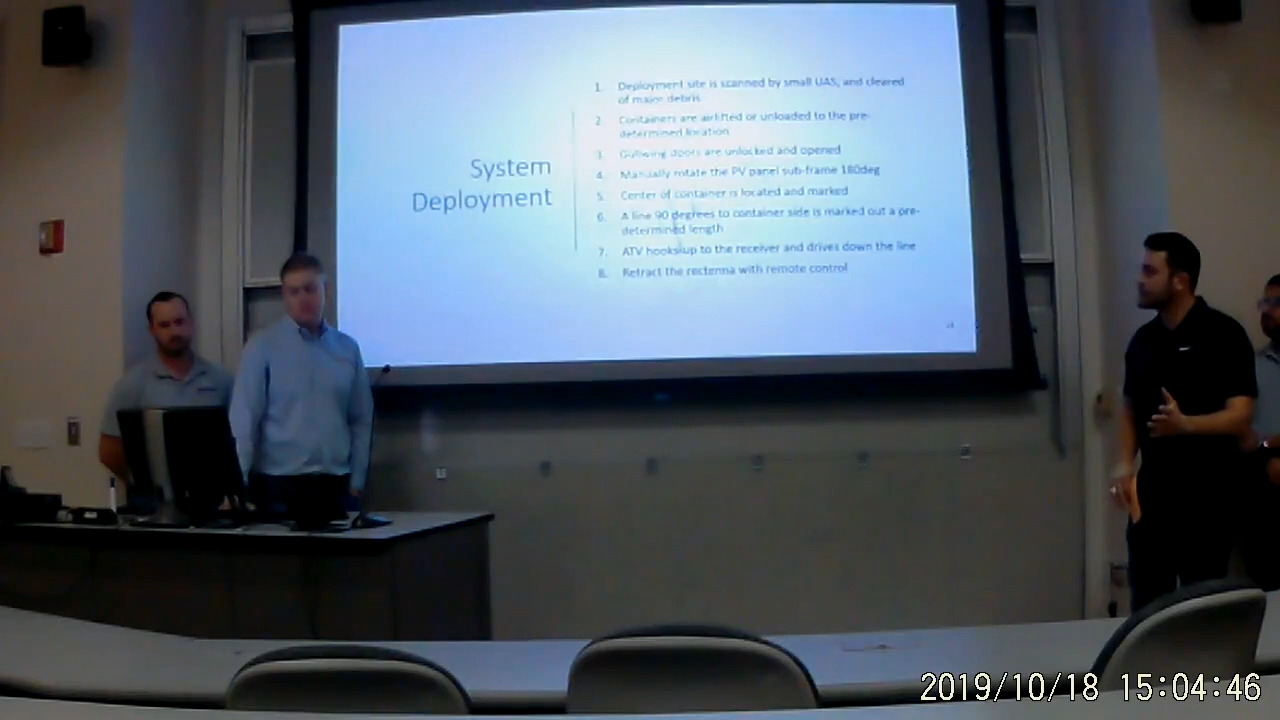 System
Deployment
1. Deployment site is scanned by small UAS, and cleared
of major debris
2. Containers are airlifted or unloaded to the pre-
determined location
3. Gullwing doors are unlocked and opened
4. Manually rotate the PV panel sub-frame 180deg
5. Center of container is located and marked
6. A line 90 degrees to container side is marked out a pre-
determined length
7. ATV hooks up to the receiver and drives down the line
8. Retract the rectenna with remote control
2019/10/18 15:04:46